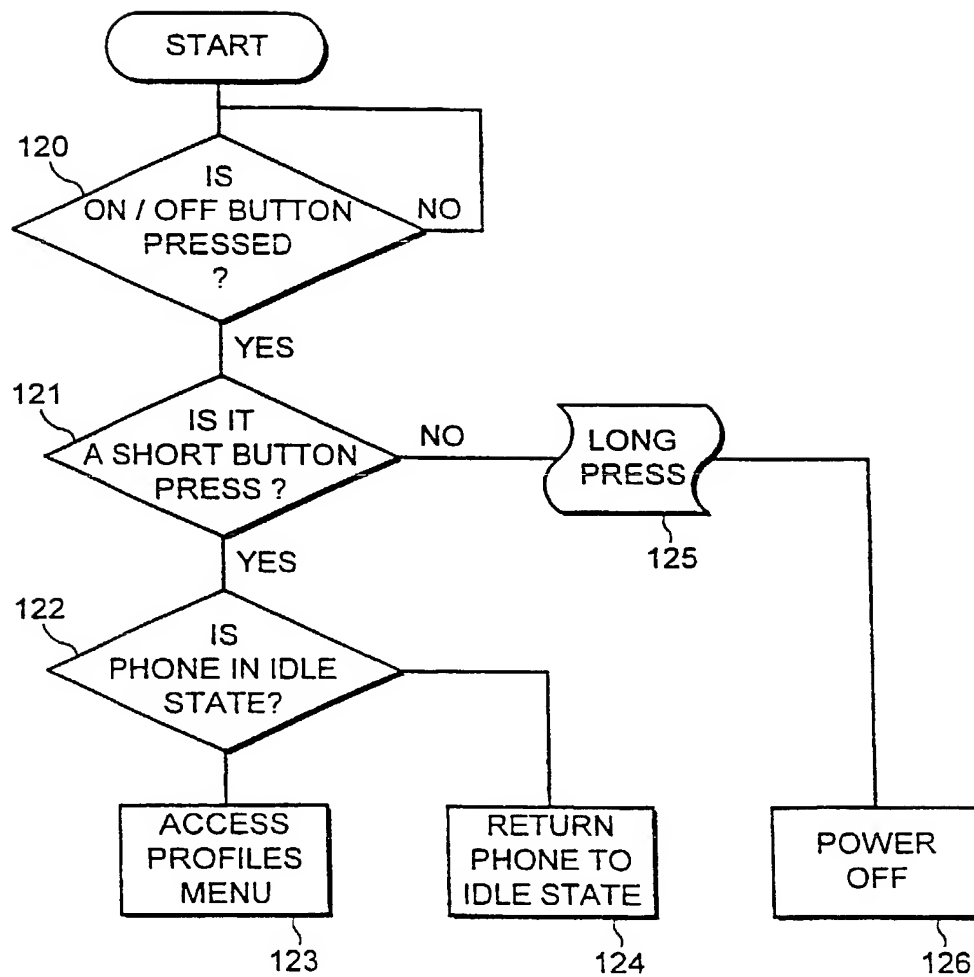 START
120
IS
ON / OFF BUTTON
PRESSED
?
NO
YES
121
IS IT
A SHORT BUTTON
PRESS ?
NO
LONG
PRESS
125
YES
122
IS
PHONE IN IDLE
STATE?
ACCESS
PROFILES
MENU
123
RETURN
PHONE TO
IDLE STATE
124
POWER
OFF
126